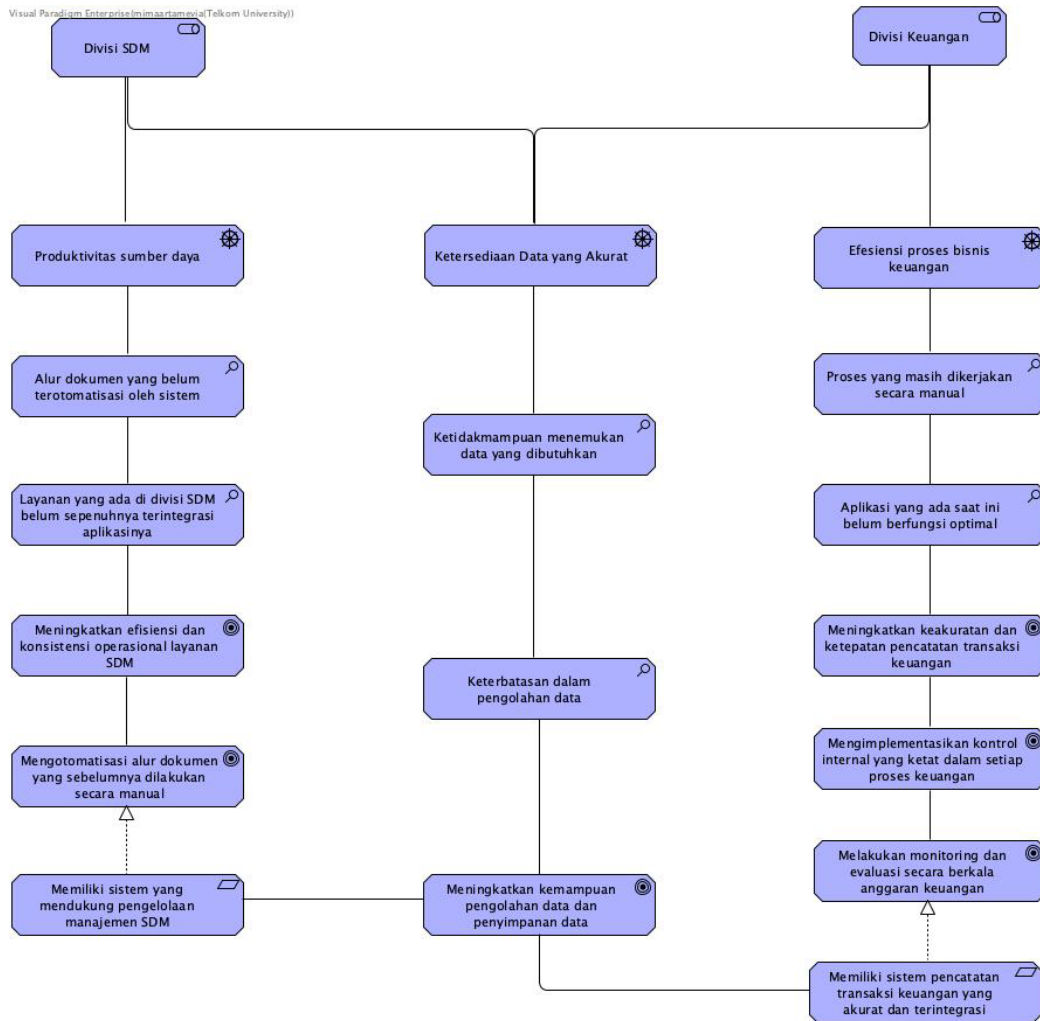 Visual Paradigm Enterprise(mimaartamevia(Telkom University))
Divisi SDM
Divisi Keuangan
Produktivitas sumber daya
Ketersediaan Data yang Akurat
Efesiensi proses bisnis
keuangan
Alur dokumen yang belum
terotomatisasi oleh sistem
Proses yang masih dikerjakan
secara manual
Ketidakmampuan menemukan
data yang dibutuhkan
Layanan yang ada di divisi SDM
belum sepenuhnya terintegrasi
aplikasinya
Aplikasi yang ada saat ini
belum berfungsi optimal
Meningkatkan efisiensi dan
konsistensi operasional layanan
SDM
Meningkatkan keakuratan dan
ketepatan pencatatan transaksi
keuangan
Keterbatasan dalam
pengolahan data
Mengotomatisasi alur dokumen
yang sebelumnya dilakukan
secara manual
Mengimplementasikan kontrol
internal yang ketat dalam setiap
proses keuangan
Melakukan monitoring dan
evaluasi secara berkala
anggaran keuangan
Memiliki sistem yang
mendukung pengelolaan
manajemen SDM
Meningkatkan kemampuan
pengolahan data dan
penyimpanan data
Memiliki sistem pencatatan
transaksi keuangan yang
akurat dan terintegrasi